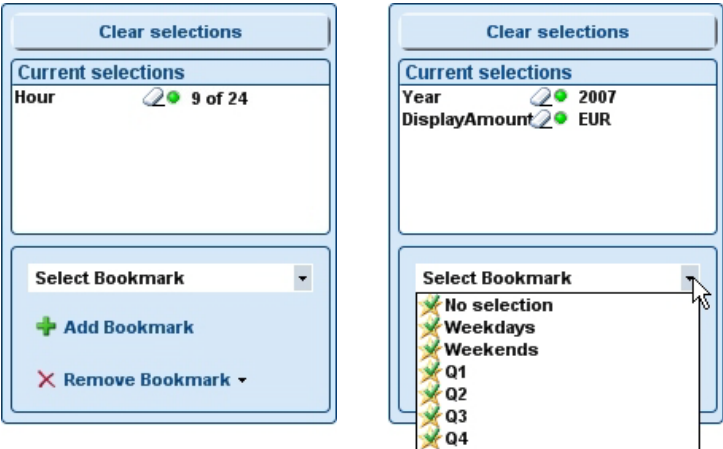 Clear selections
Current selections
Hour 9 of 24
Select Bookmark
Add Bookmark
Remove Bookmark
Clear selections
Current selections
Year 2007
DisplayAmount EUR
Select Bookmark
No selection
Weekdays
Weekends
Q1
Q2
Q3
Q4